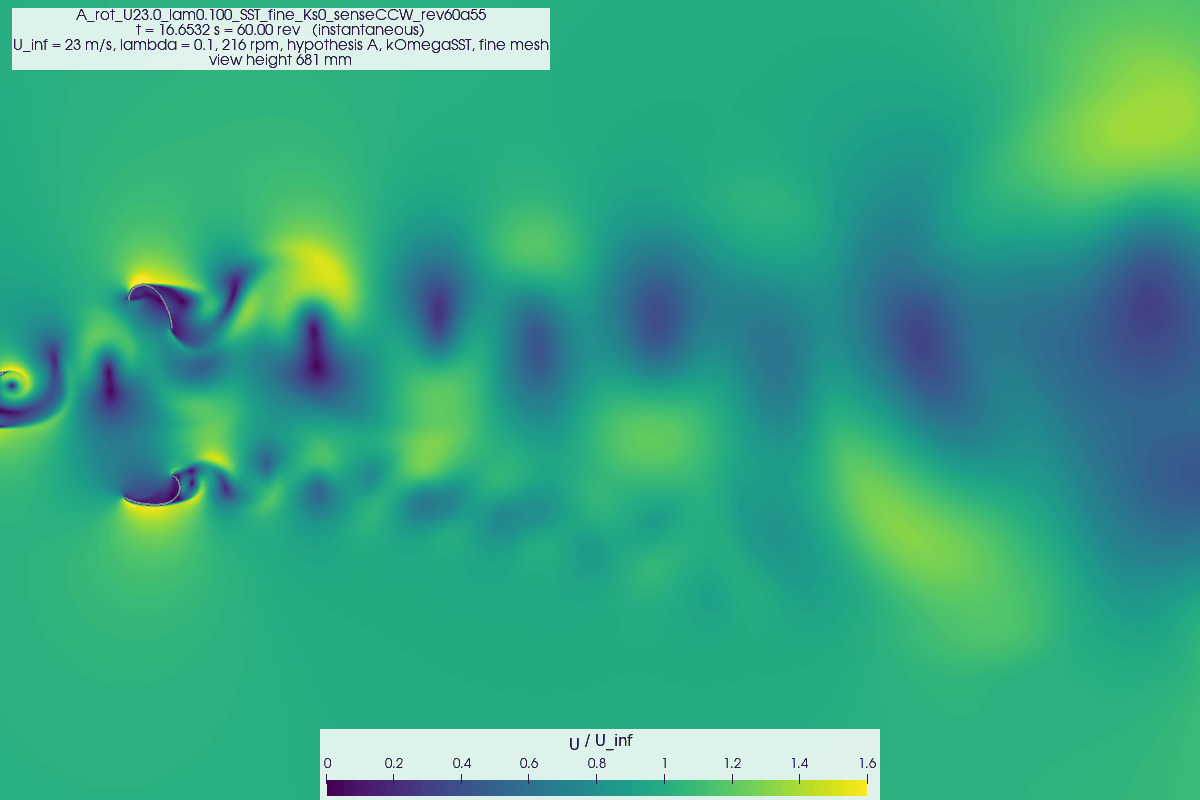 A_rot_U23.0_lam0.100_SST_fine_Ks0_senseCCW_rev60a55
t = 16.6532 s = 60.00 rev (instantaneous)
U_inf = 23 m/s, lambda = 0.1, 216 rpm, hypothesis A, kOmegaSST, fine mesh
view height 681 mm
U / U_inf
0 0.2 0.4 0.6 0.8 1 1.2 1.4 1.6